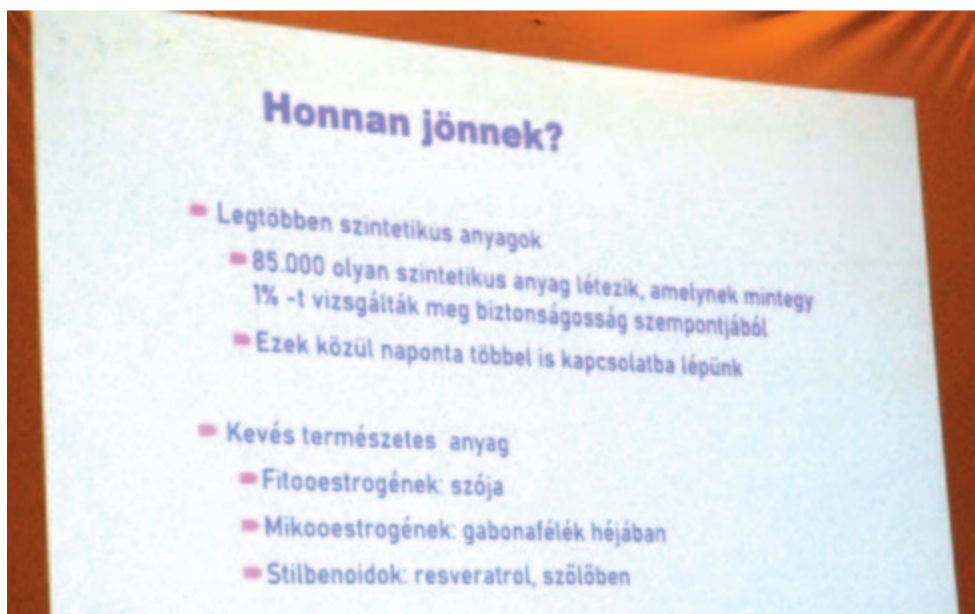 Honnan jönnek?
Legtöbben szintetikus anyagok
85.000 olyan szintetikus anyag létezik, amelynek mintegy
1% -t vizsgálták meg biztonságosság szempontjából
Ezek közül naponta többel is kapcsolatba lépünk
Kevés természetes anyag
Fitooestrogének: szója
Mikooestrogének: gabonafélék héjában
Stilbenoidok: resveratrol, szőlőben